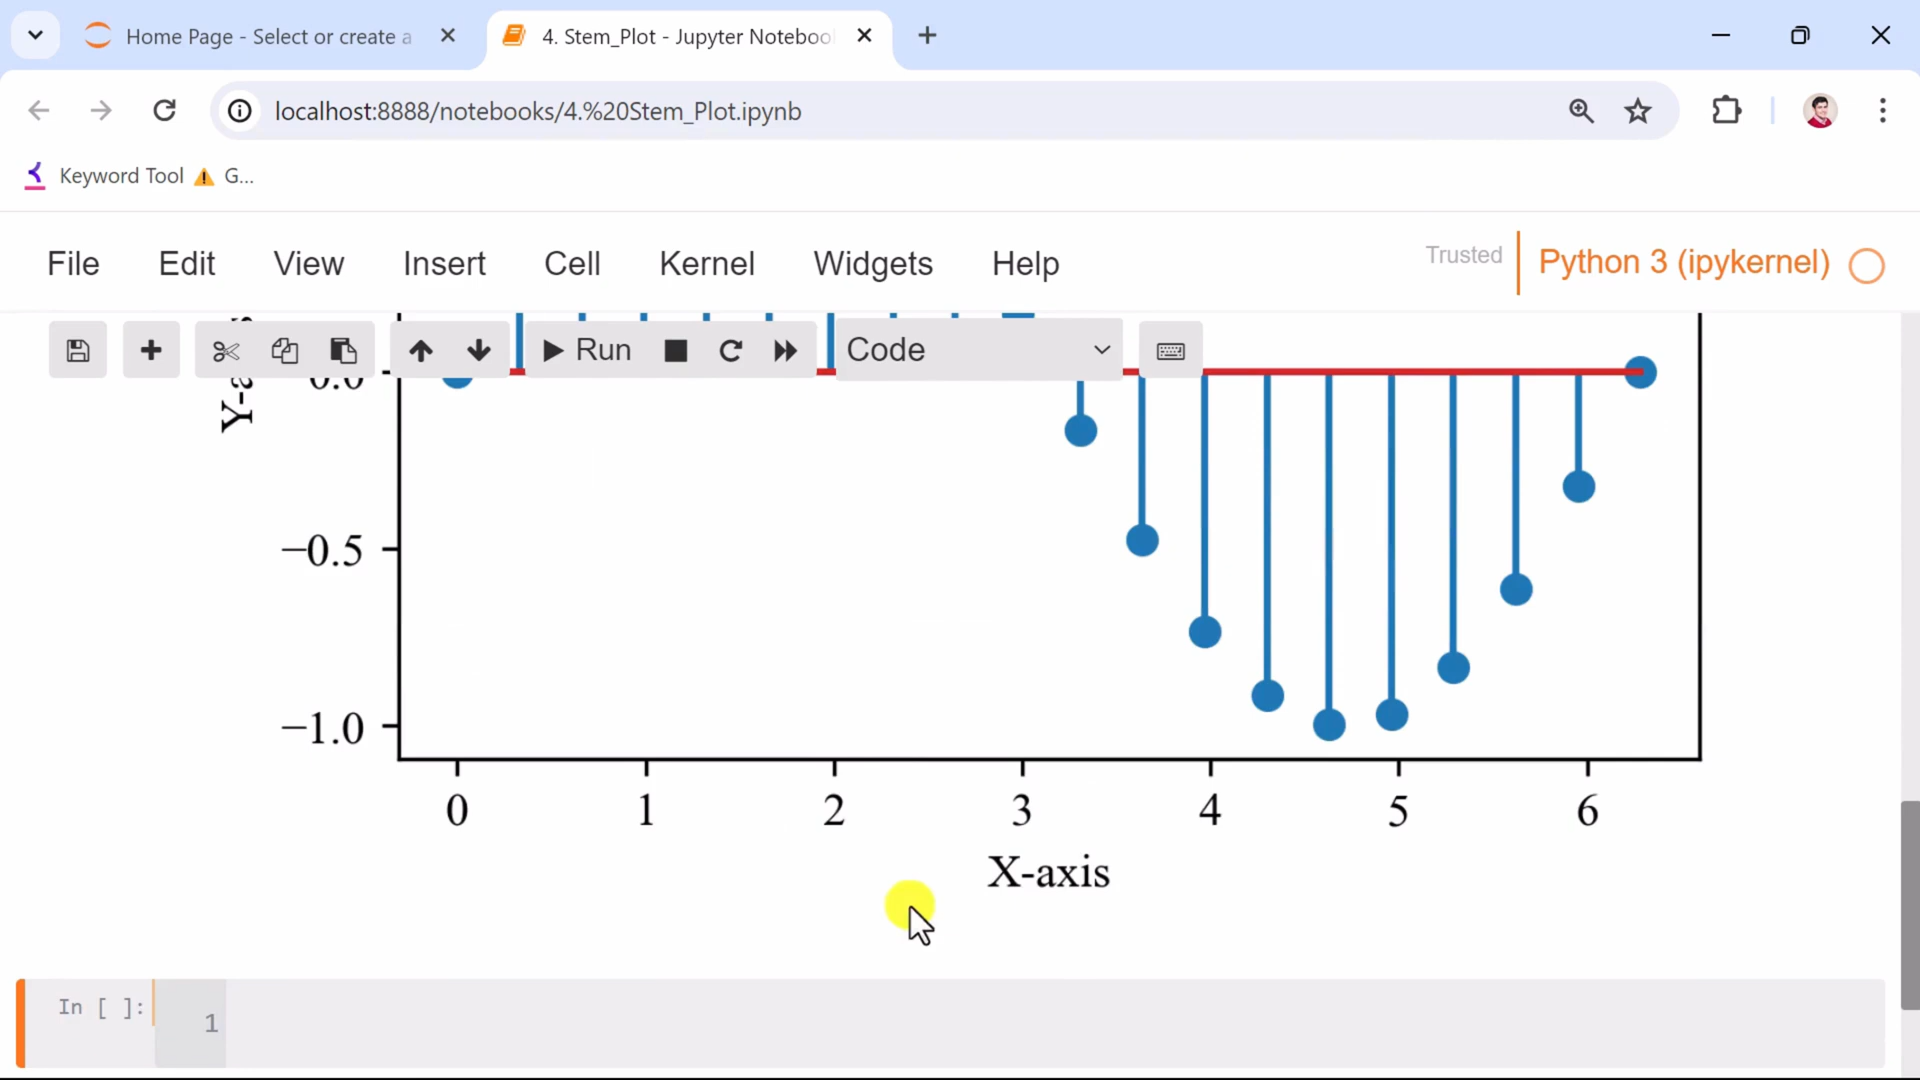 Home Page - Select or create a
4. Stem_Plot - Jupyter Noteboo
localhost:8888/notebooks/4.%20Stem_Plot.ipynb
Keyword Tool
G...
File Edit View Insert Cell Kernel Widgets Help
Trusted
Python 3 (ipykernel)
Run
Code
0.0
−0.5
−1.0
0 1 2 3 4 5 6
X-axis
In [ ]:
1